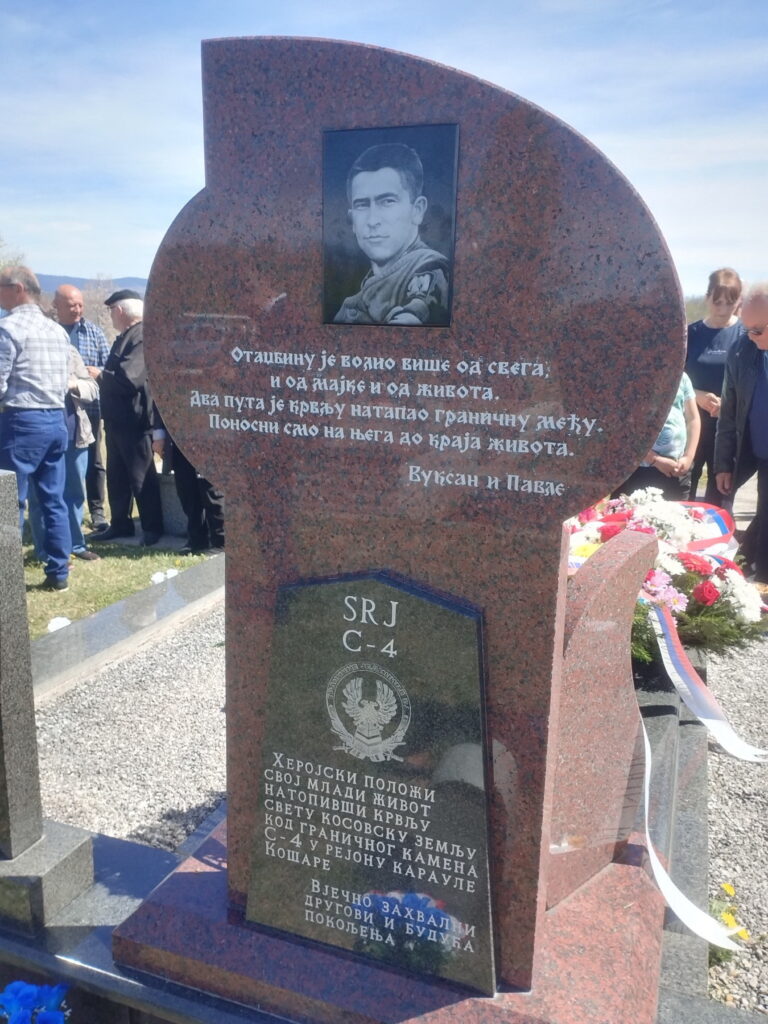 Отаџбину је волио више од свега,
и од мајке и од живота.
Два пута је крвљу натапао граничну међу.
Поносни смо на њега до краја живота.
Вуксан и Павле
SRJ
C-4
Херојски положи
свој млади живот
натопивши крвљу
свету косовску земљу
код граничног камена
С-4 у рејону карауле
Кошаре
Вјечно захвални
другови и будућа
покољења